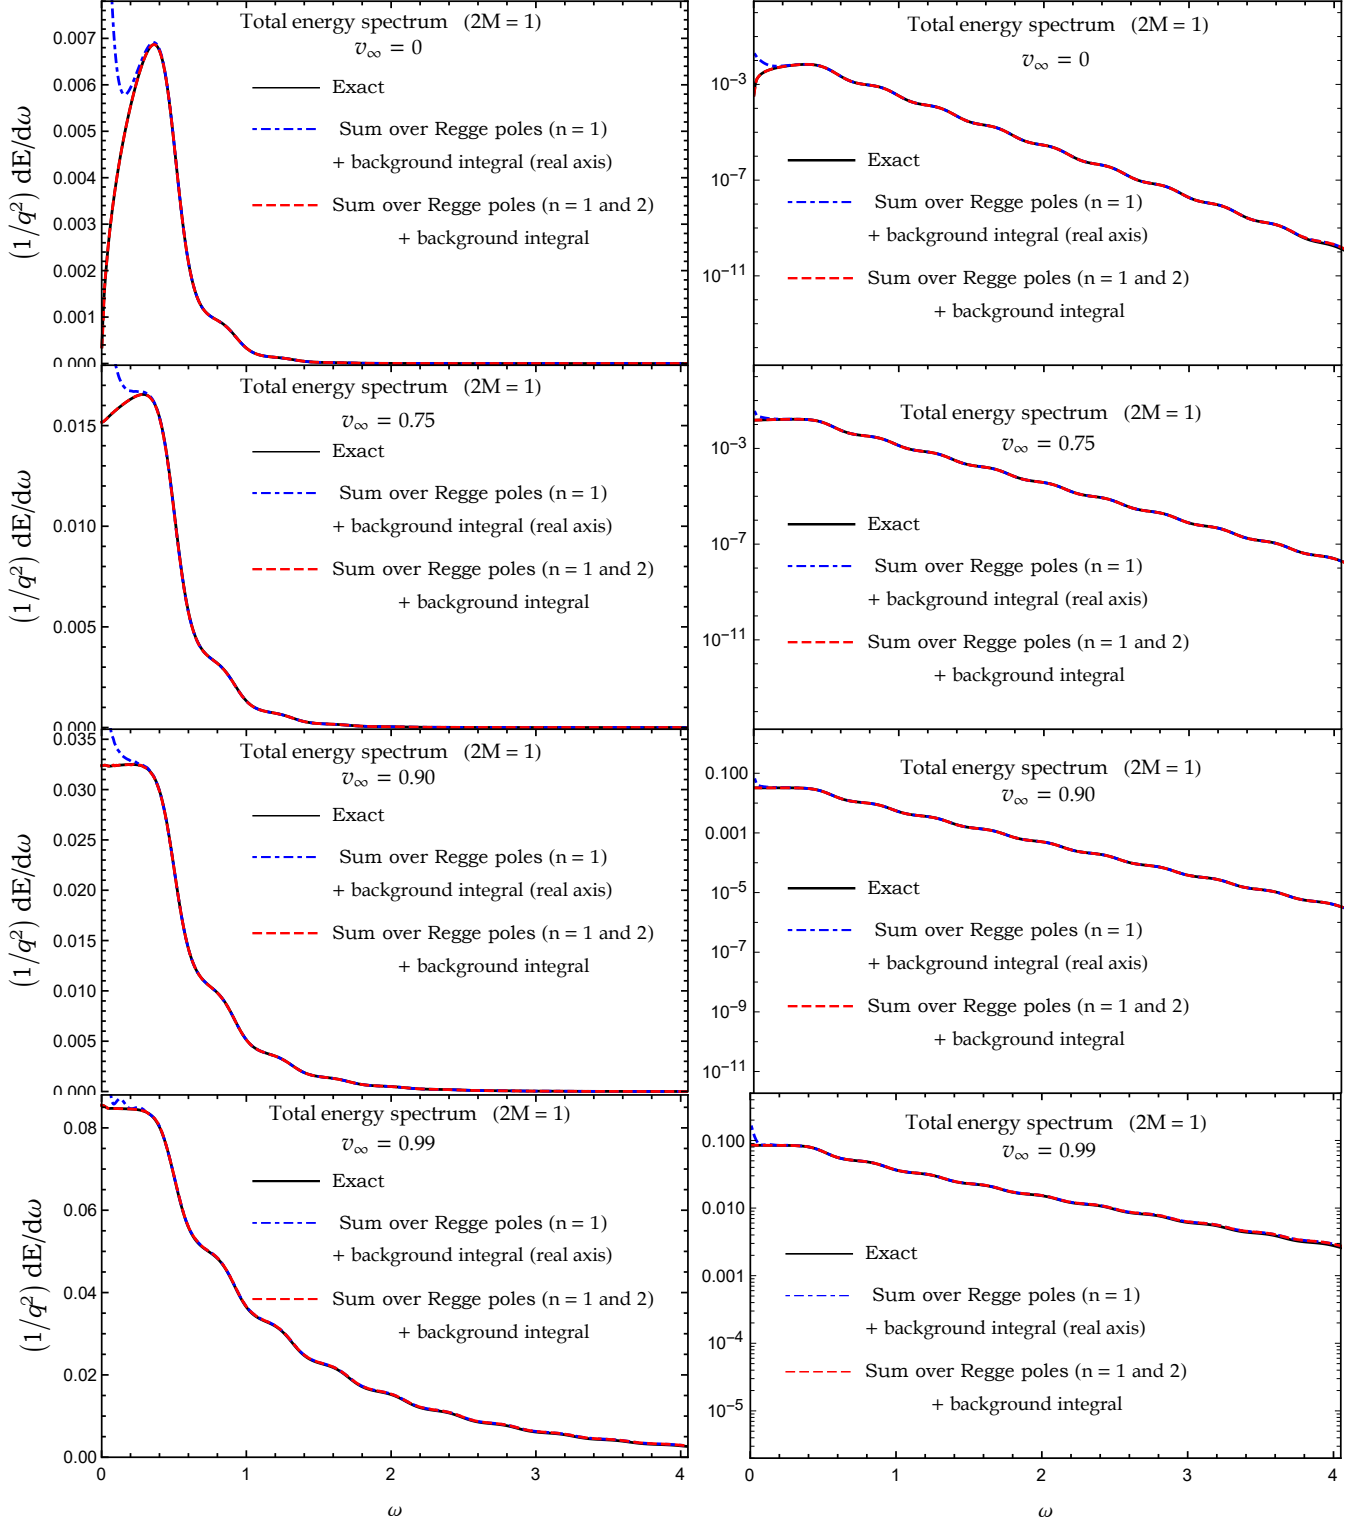 Total energy spectrum (2M = 1)
v∞ = 0
Exact
Sum over Regge poles (n = 1)
+ background integral (real axis)
Sum over Regge poles (n = 1 and 2)
+ background integral
(1/q²) dE/dω
0.007
0.006
0.005
0.004
0.003
0.002
0.001
0.000
Total energy spectrum (2M = 1)
v∞ = 0
Exact
Sum over Regge poles (n = 1)
+ background integral (real axis)
Sum over Regge poles (n = 1 and 2)
+ background integral
10⁻³
10⁻⁷
10⁻¹¹
Total energy spectrum (2M = 1)
v∞ = 0.75
Exact
Sum over Regge poles (n = 1)
+ background integral (real axis)
Sum over Regge poles (n = 1 and 2)
+ background integral
(1/q²) dE/dω
0.015
0.010
0.005
0.000
Total energy spectrum (2M = 1)
v∞ = 0.75
Exact
Sum over Regge poles (n = 1)
+ background integral (real axis)
Sum over Regge poles (n = 1 and 2)
+ background integral
10⁻³
10⁻⁷
10⁻¹¹
Total energy spectrum (2M = 1)
v∞ = 0.90
Exact
Sum over Regge poles (n = 1)
+ background integral (real axis)
Sum over Regge poles (n = 1 and 2)
+ background integral
(1/q²) dE/dω
0.035
0.030
0.025
0.020
0.015
0.010
0.005
0.000
Total energy spectrum (2M = 1)
v∞ = 0.90
Exact
Sum over Regge poles (n = 1)
+ background integral (real axis)
Sum over Regge poles (n = 1 and 2)
+ background integral
0.100
0.001
10⁻⁵
10⁻⁷
10⁻⁹
10⁻¹¹
Total energy spectrum (2M = 1)
v∞ = 0.99
Exact
Sum over Regge poles (n = 1)
+ background integral (real axis)
Sum over Regge poles (n = 1 and 2)
+ background integral
(1/q²) dE/dω
0.08
0.06
0.04
0.02
0.00
0 1 2 3 4
ω
Total energy spectrum (2M = 1)
v∞ = 0.99
Exact
Sum over Regge poles (n = 1)
+ background integral (real axis)
Sum over Regge poles (n = 1 and 2)
+ background integral
0.100
0.010
0.001
10⁻⁴
10⁻⁵
0 1 2 3 4
ω